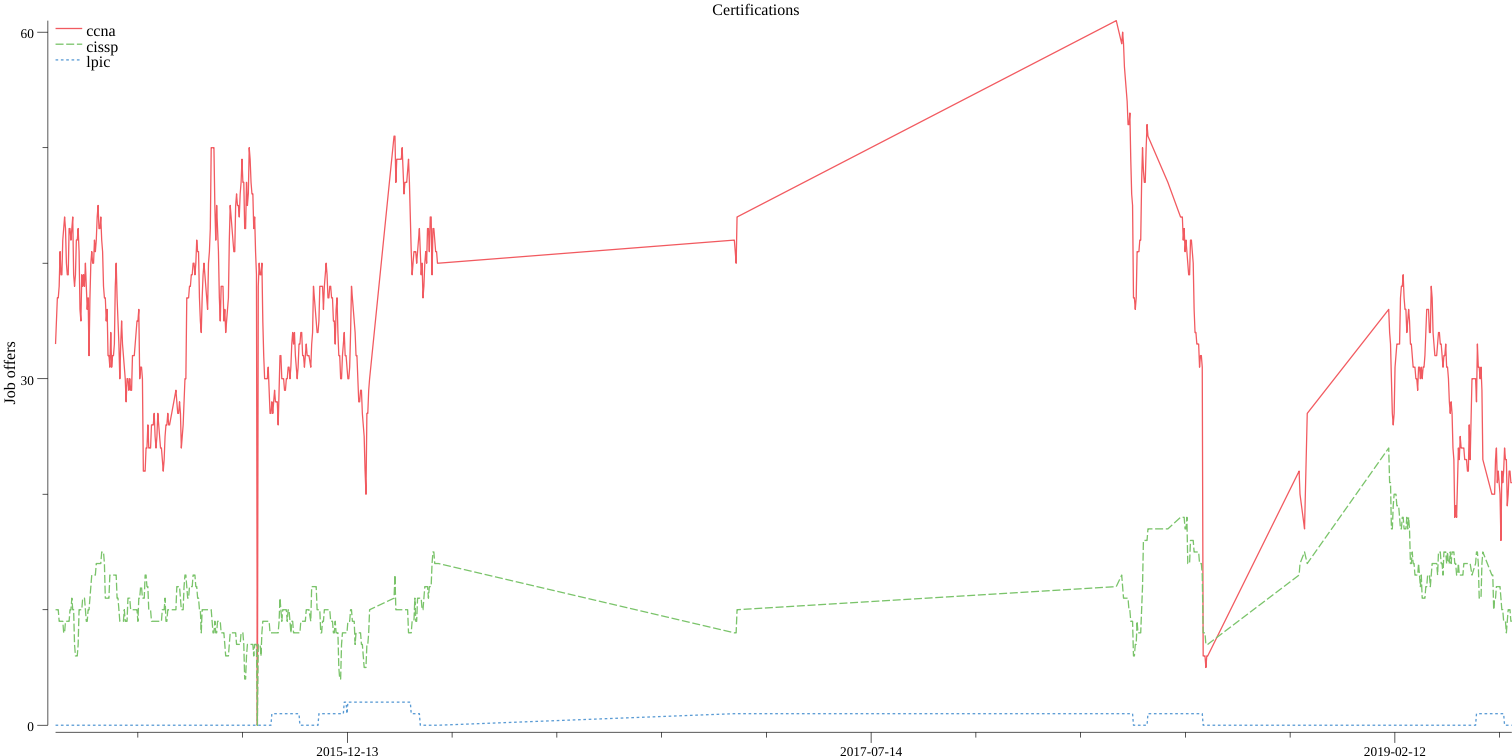 Certifications
60
ccna
cissp
lpic
Job offers
30
0
2015-12-13
2017-07-14
2019-02-12